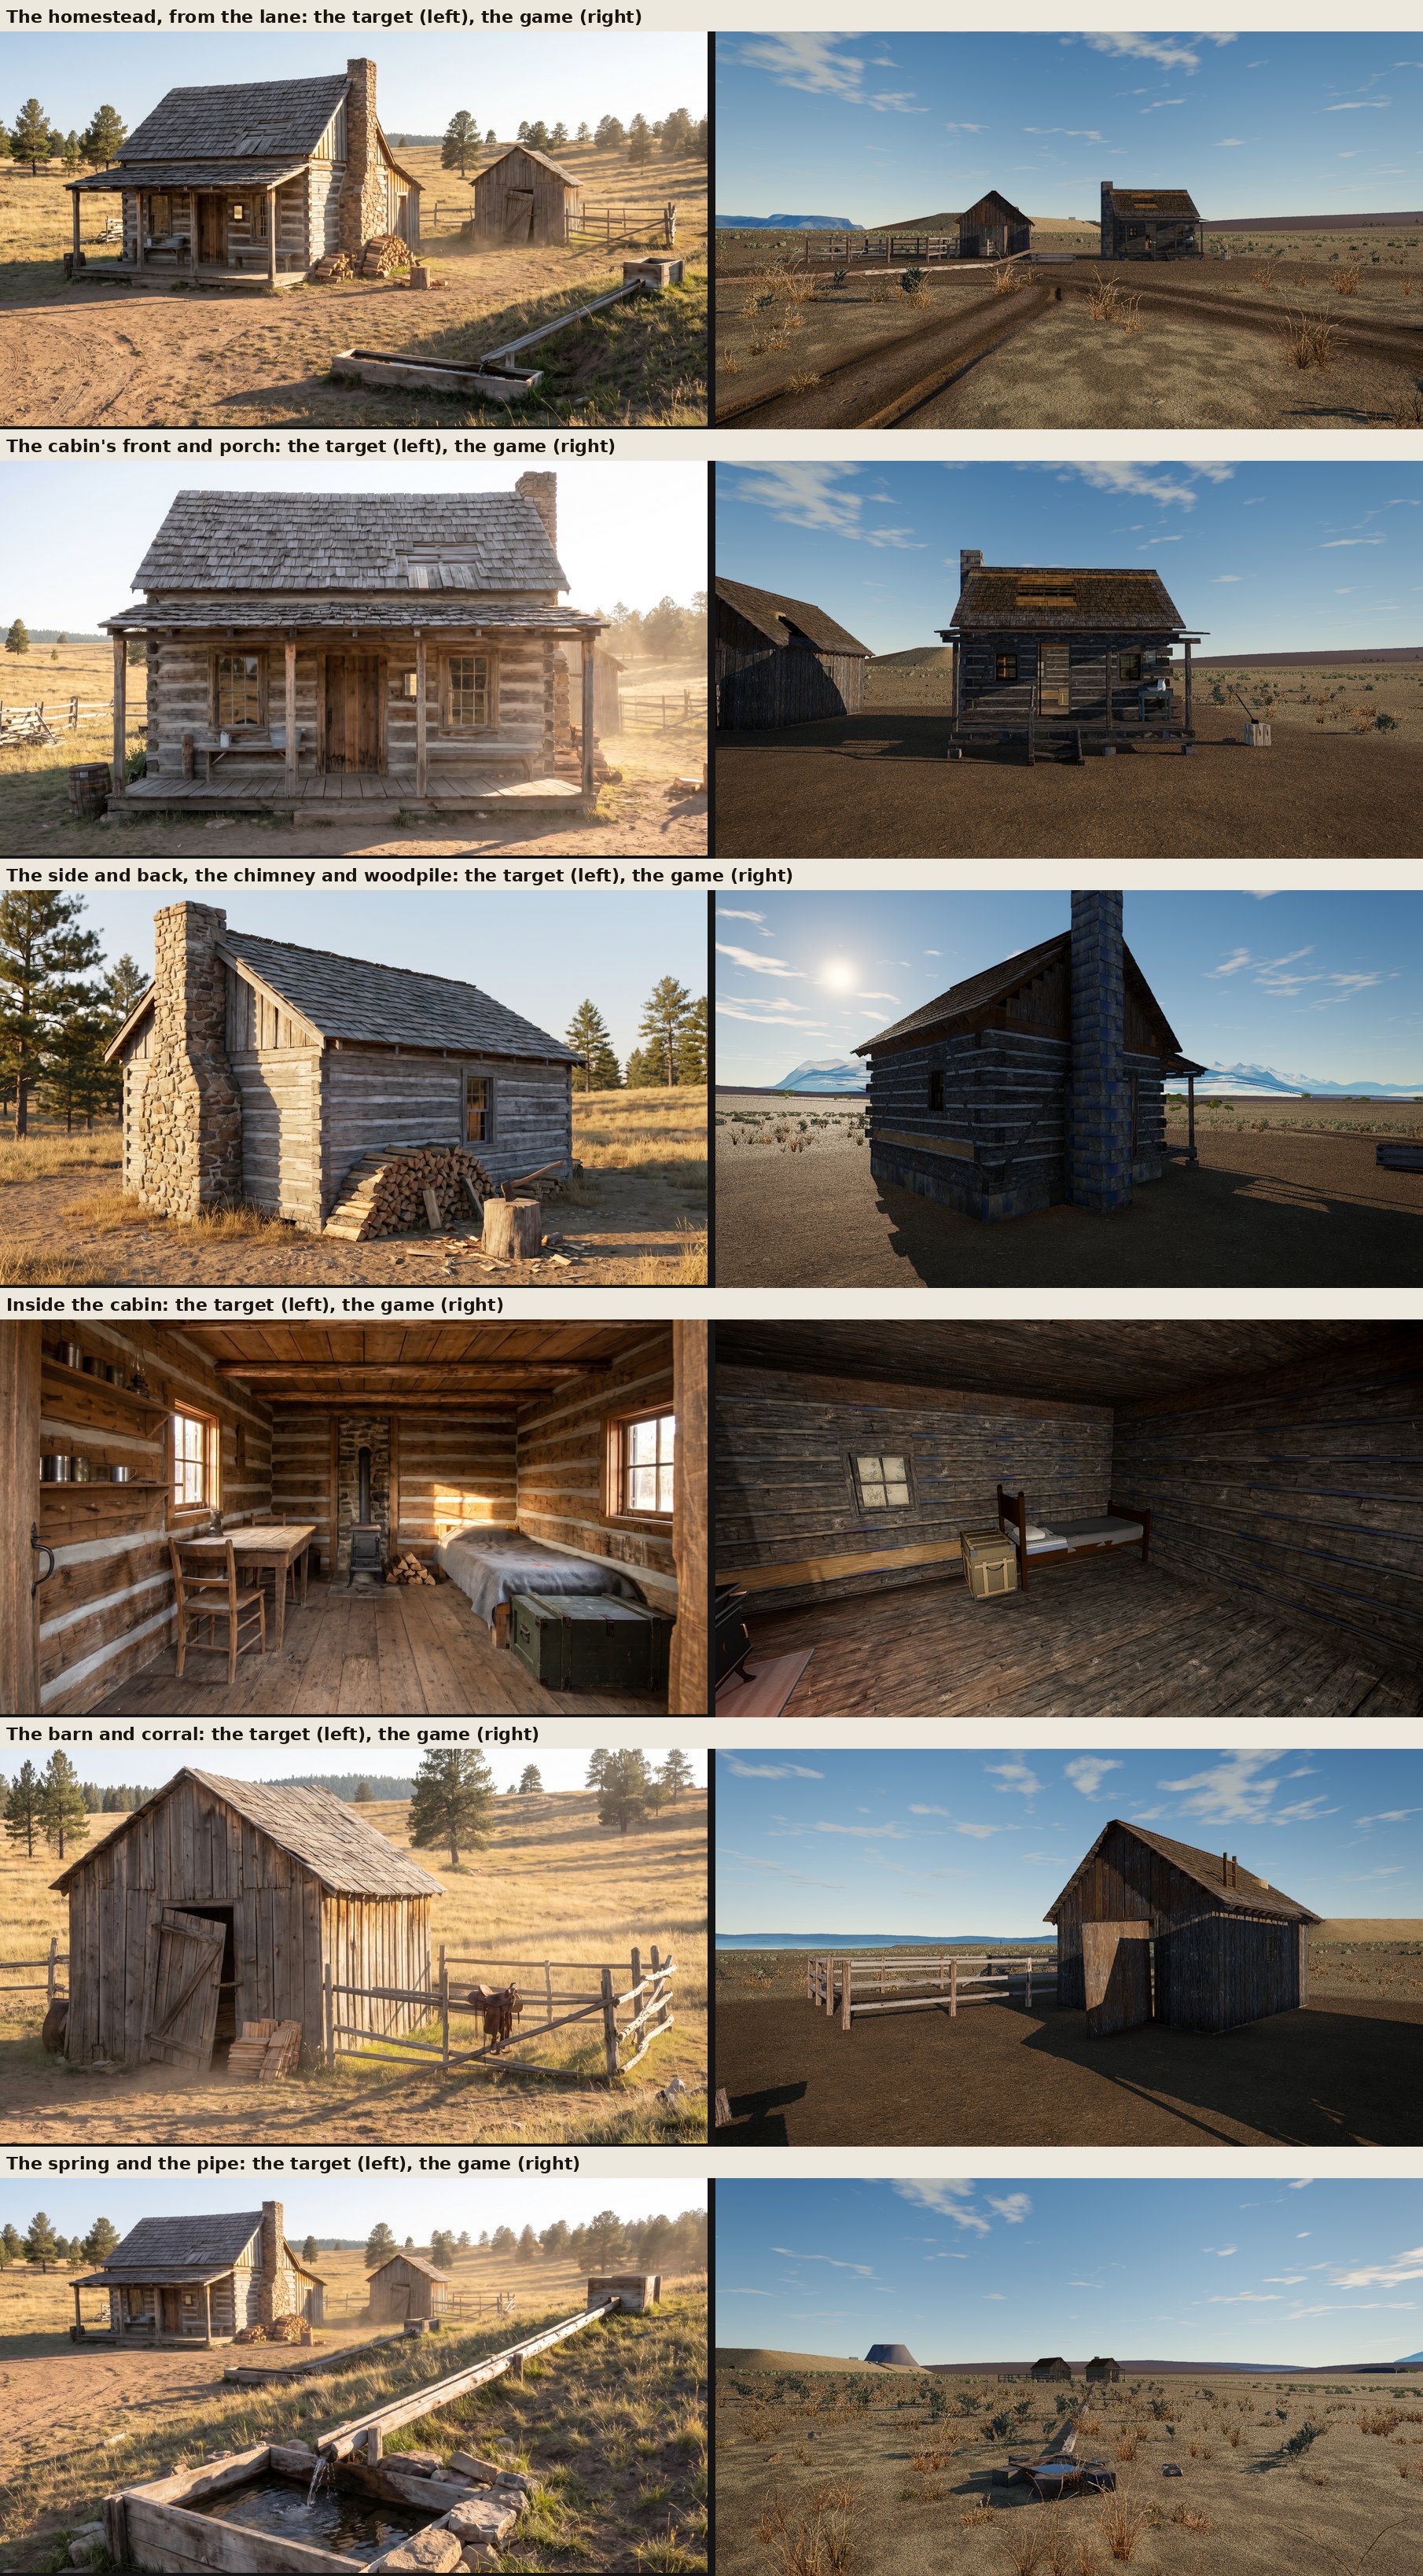 The homestead, from the lane: the target (left), the game (right)
The cabin's front and porch: the target (left), the game (right)
The side and back, the chimney and woodpile: the target (left), the game (right)
Inside the cabin: the target (left), the game (right)
The barn and corral: the target (left), the game (right)
The spring and the pipe: the target (left), the game (right)